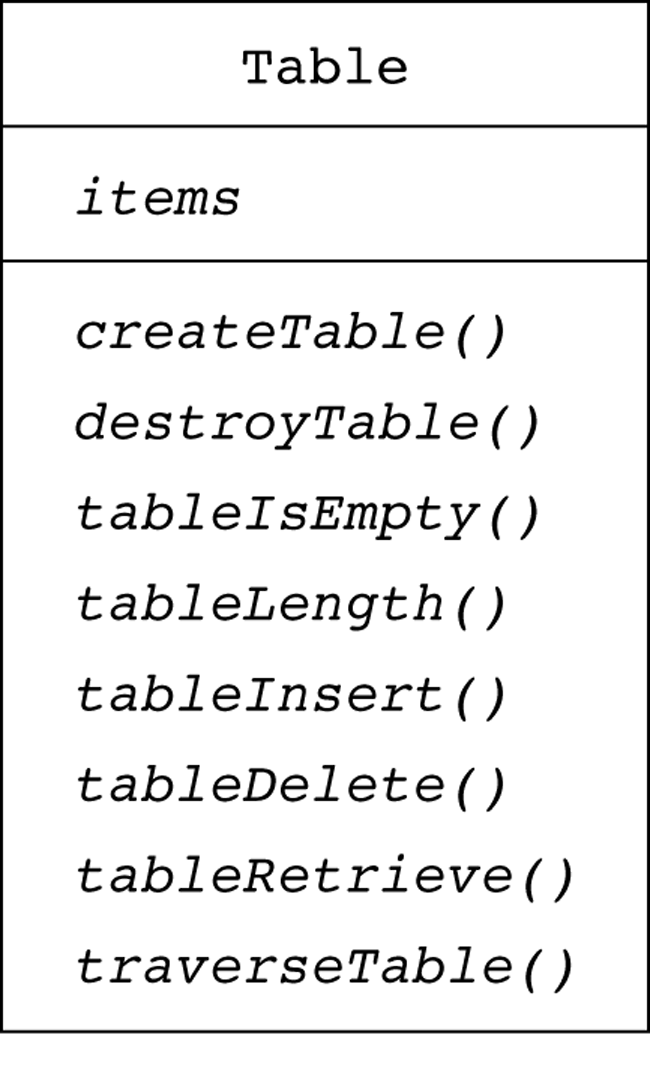 Table
items
createTable()
destroyTable()
tableIsEmpty()
tableLength()
tableInsert()
tableDelete()
tableRetrieve()
traverseTable()